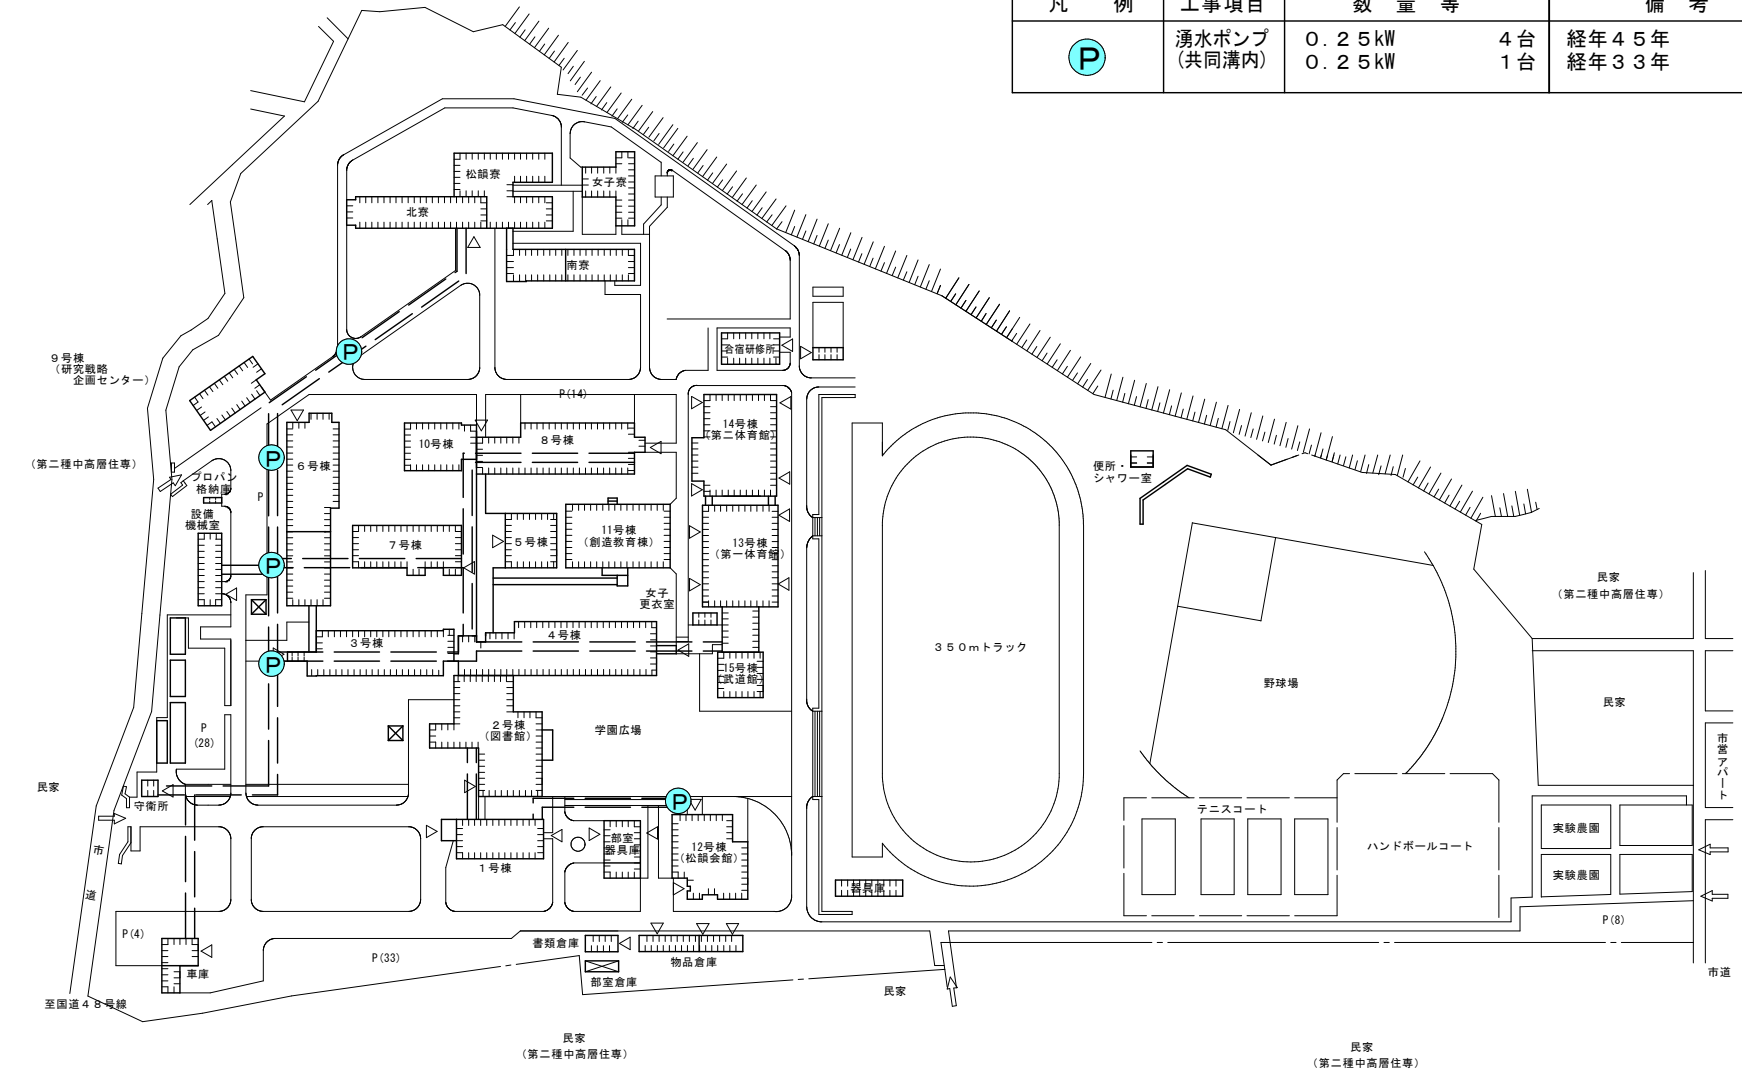 凡　例　工事項目　数　量　等　備　考
湧水ポンプ　０．２５kW　４台　経年４５年
(共同溝内)　０．２５kW　１台　経年３３年
P
松韻寮
女子寮
北寮
南寮
合宿研修所
P
９号棟
(研究戦略
企画センター)
P(14)
14号棟
(第二体育館)
10号棟
８号棟
６号棟
P
(第二種中高層住専)
プロパン
格納庫
P
便所・
シャワー室
設備
機械室
７号棟
５号棟
11号棟
(創造教育棟)
13号棟
(第一体育館)
P
女子
更衣室
民家
(第二種中高層住専)
３号棟
４号棟
P
15号棟
(武道館)
３５０ｍトラック
野球場
民家
２号棟
(図書館)
学園広場
P
(28)
市営アパート
民家
守衛所
P
テニスコート
ハンドボールコート
実験農園
実験農園
市
道
１号棟
部室
器具庫
12号棟
(松韻会館)
器具庫
P(4)
P(8)
車庫
P(33)
書類倉庫
物品倉庫
部室倉庫
民家
市道
至国道４８号線
民家
(第二種中高層住専)
民家
(第二種中高層住専)